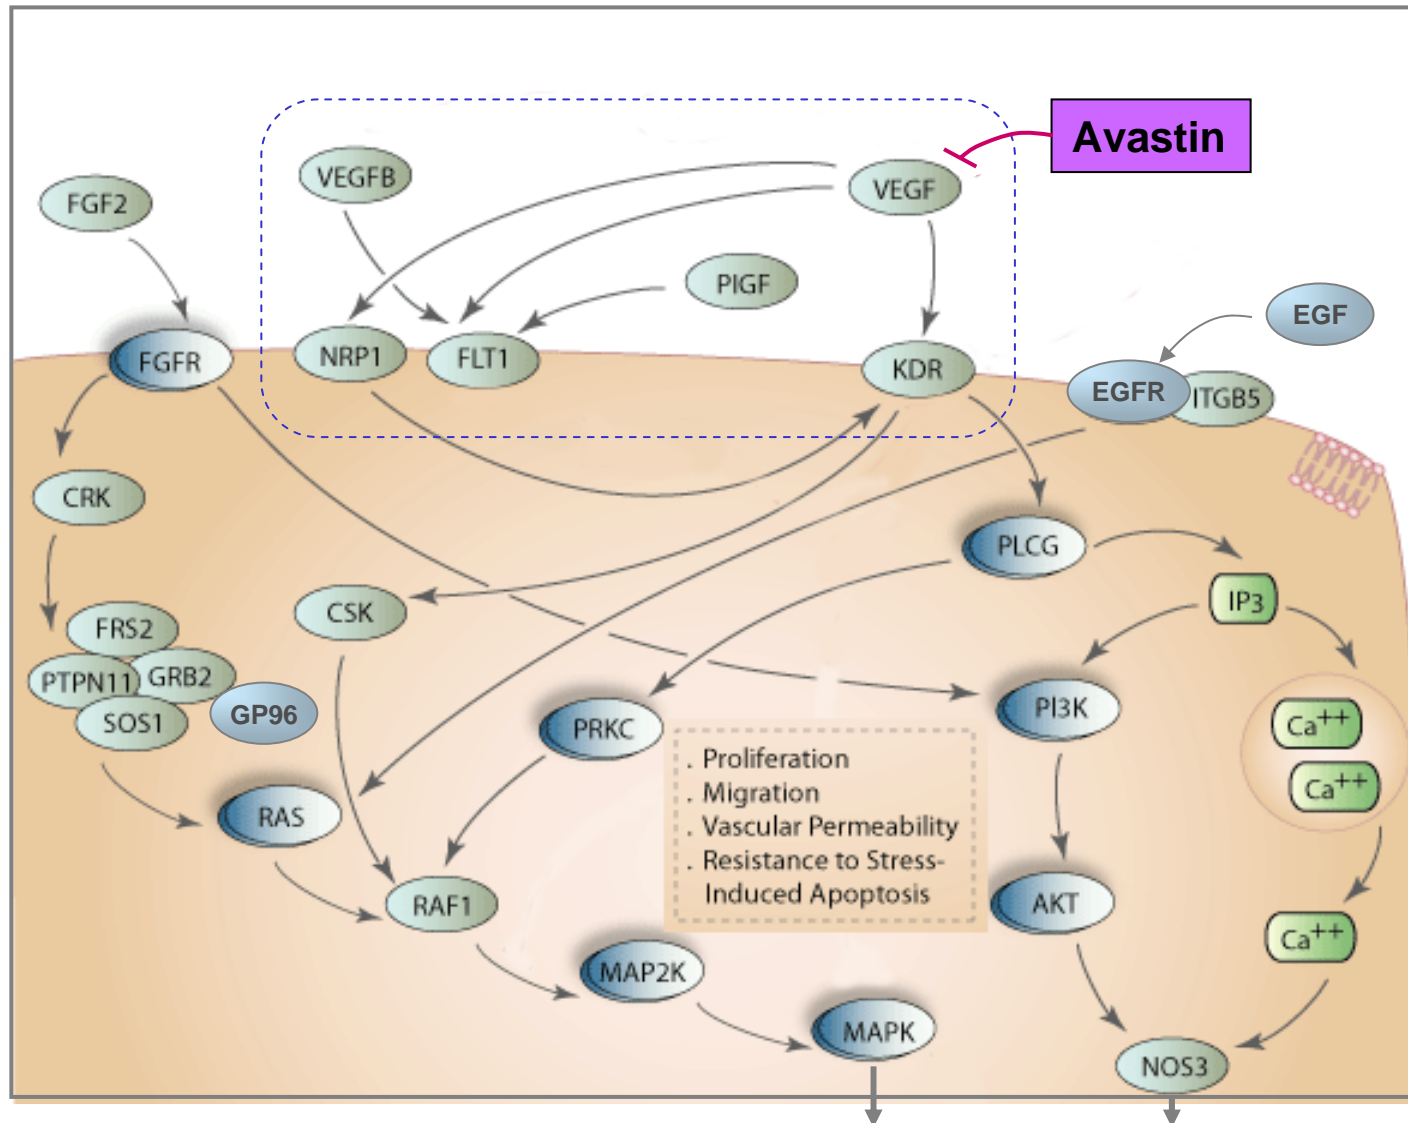 Avastin
VEGFB
VEGF
FGF2
PIGF
EGF
FGFR
NRP1
FLT1
KDR
EGFR
ITGB5
CRK
PLCG
IP3
CSK
FRS2
PTPN11
GRB2
SOS1
GP96
PRKC
PI3K
Ca++
Ca++
. Proliferation
. Migration
. Vascular Permeability
. Resistance to Stress-
Induced Apoptosis
RAS
RAF1
AKT
Ca++
MAP2K
MAPK
NOS3